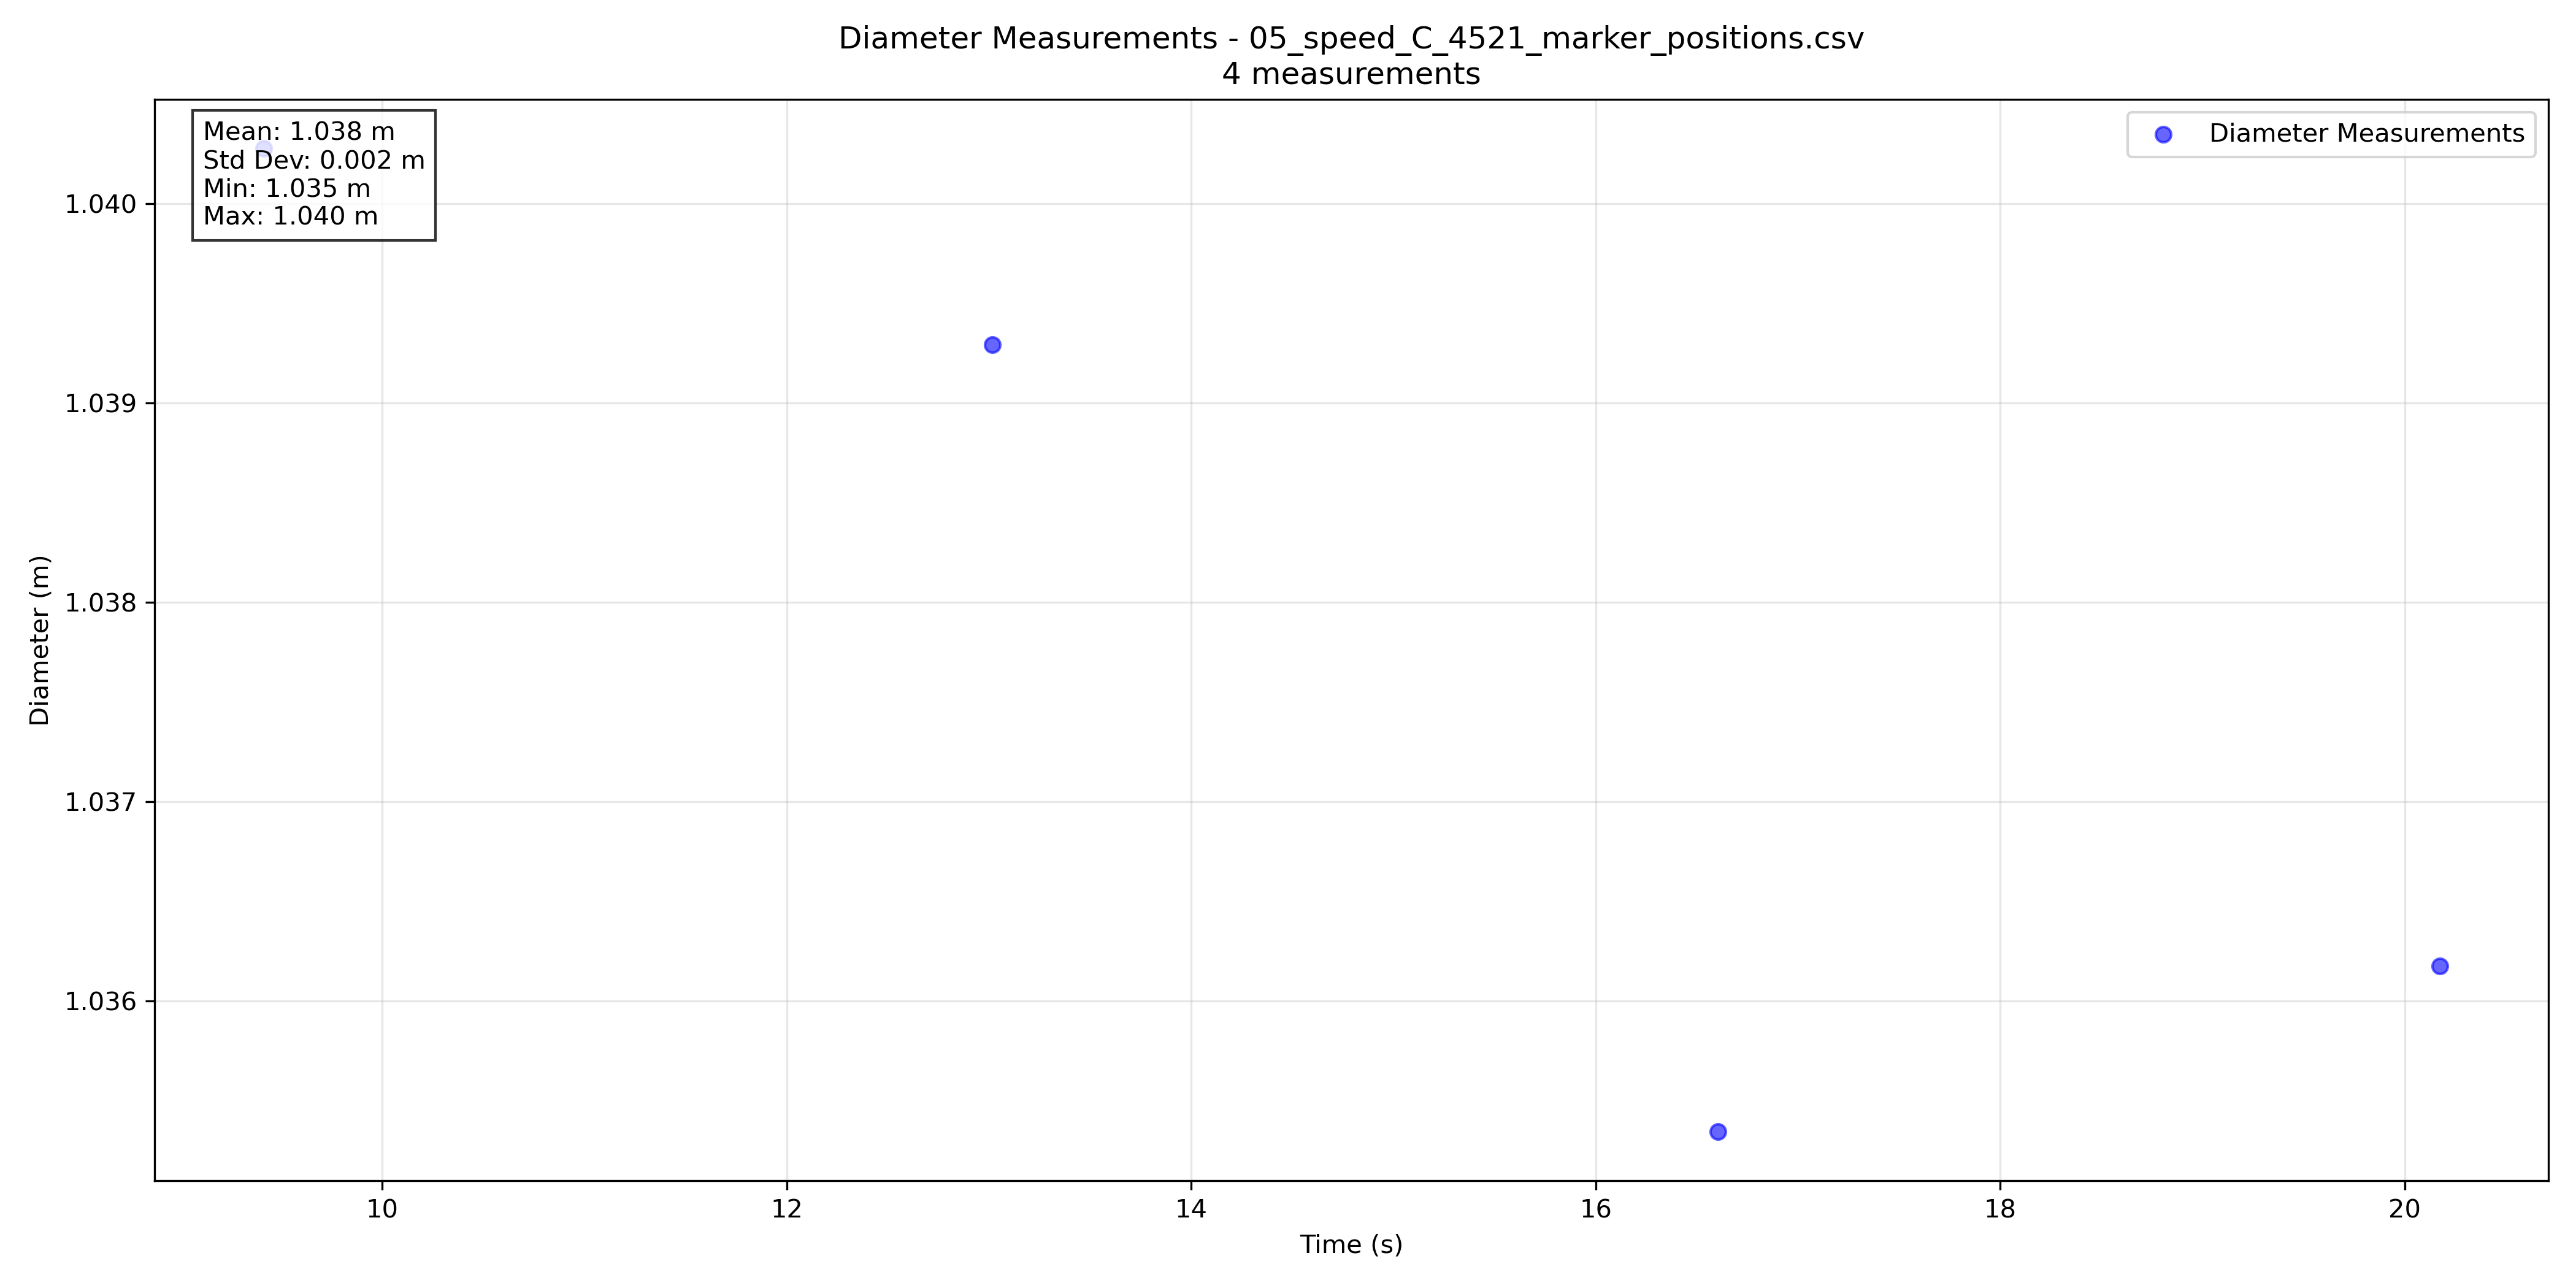 Diameter Measurements - 05_speed_C_4521_marker_positions.csv
4 measurements
Mean: 1.038 m
Std Dev: 0.002 m
Min: 1.035 m
Max: 1.040 m
Diameter Measurements
1.040
1.039
1.038
1.037
1.036
Diameter (m)
10 12 14 16 18 20
Time (s)